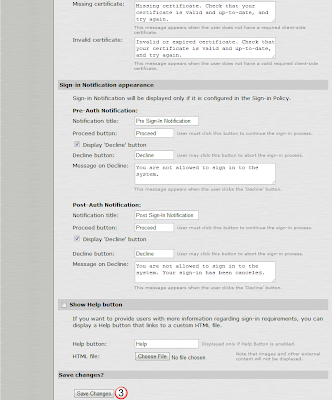 Missing certificate:
Missing certificate. Check that your
certificate is valid and up-to-date, and
try again.
This message appears when the user does not have a required client-side
certificate.
Invalid certificate:
Invalid or expired certificate. Check that
your certificate is valid and up-to-date,
and try again.
This message appears when the user does not have a valid required client-side
certificate.
Sign-in Notification appearance
Sign-in Notification will be displayed only if it is configured in the Sign-in Policy.
Pre-Auth Notification:
Notification title: Pre Sign-In Notification
Proceed button: Proceed User must click this button to continue the sign-in process.
Display 'Decline' button
Decline button: Decline User may click this button to abort the sign-in process.
Message on Decline: You are not allowed to sign in to the
system.
This message appears when the user clicks the 'Decline' button.
Post-Auth Notification:
Notification title: Post Sign-In Notification
Proceed button: Proceed User must click this button to continue the sign-in process.
Display 'Decline' button
Decline button: Decline User may click this button to abort the sign-in process.
Message on Decline: You are not allowed to sign in to the
system. Your sign-in has been canceled.
This message appears when the user clicks the 'Decline' button.
Show Help button
If you want to provide users with more information regarding sign-in requirements, you can
display a Help button that links to a custom HTML file.
Help button: Help Displayed only if Help Button is enabled.
HTML file: Choose File No file chosen Note that images and other external
content will not be displayed.
Save changes?
Save Changes 3